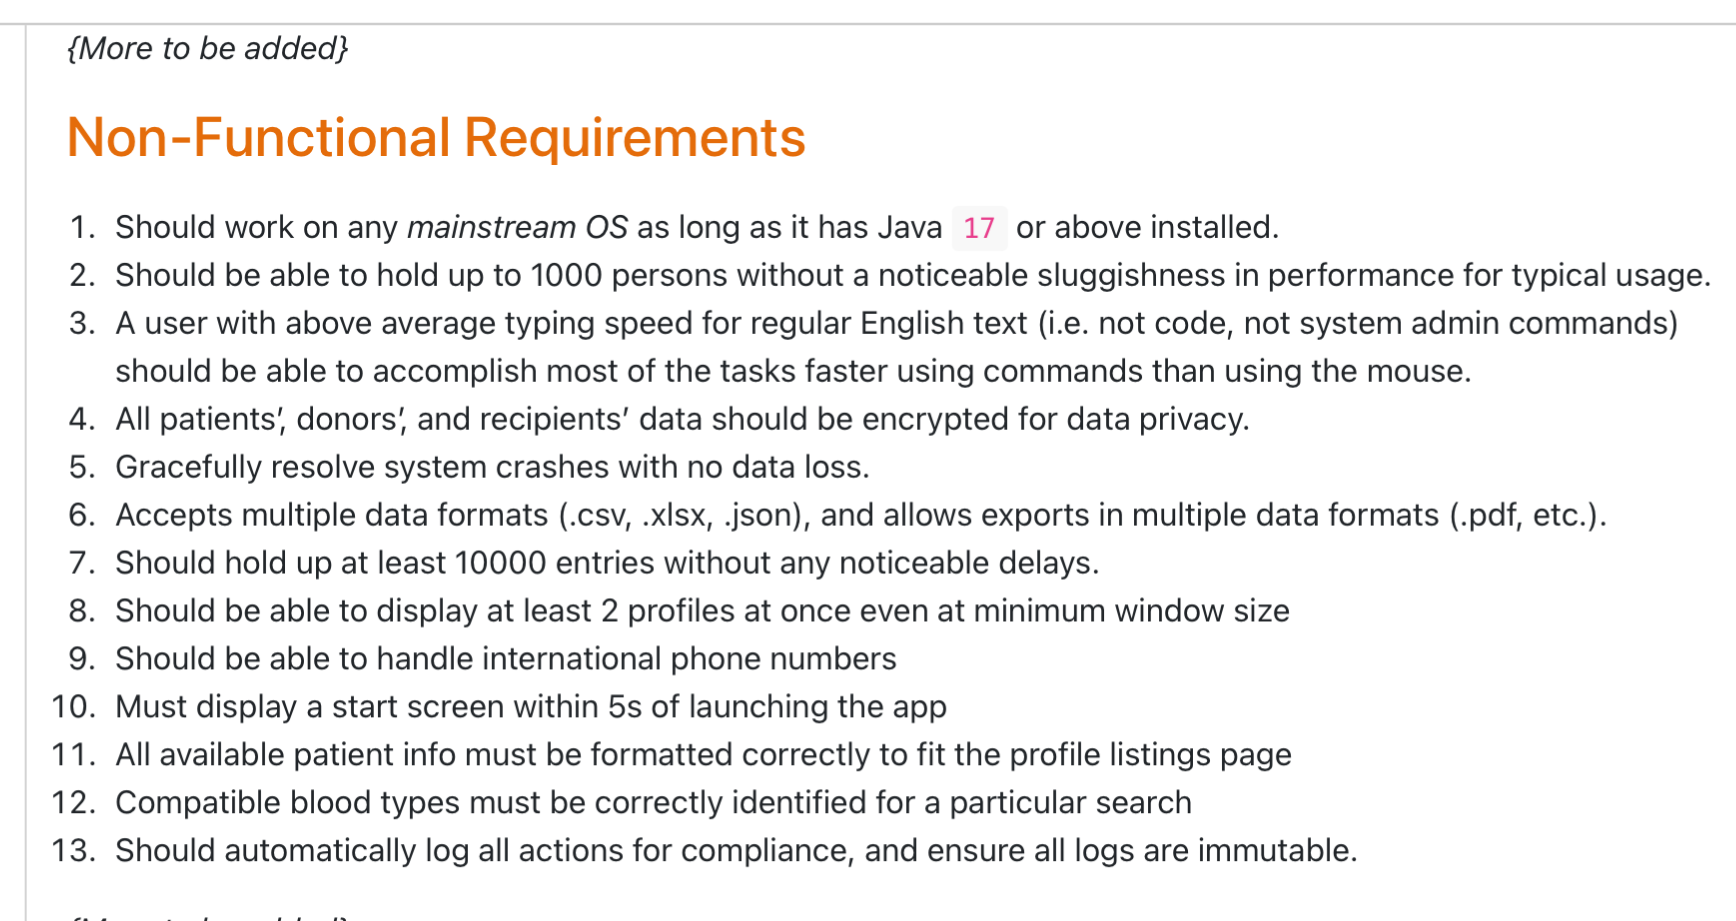 {More to be added}
Non-Functional Requirements
1. Should work on any mainstream OS as long as it has Java 17 or above installed.
2. Should be able to hold up to 1000 persons without a noticeable sluggishness in performance for typical usage.
3. A user with above average typing speed for regular English text (i.e. not code, not system admin commands)
should be able to accomplish most of the tasks faster using commands than using the mouse.
4. All patients’, donors’, and recipients’ data should be encrypted for data privacy.
5. Gracefully resolve system crashes with no data loss.
6. Accepts multiple data formats (.csv, .xlsx, .json), and allows exports in multiple data formats (.pdf, etc.).
7. Should hold up at least 10000 entries without any noticeable delays.
8. Should be able to display at least 2 profiles at once even at minimum window size
9. Should be able to handle international phone numbers
10. Must display a start screen within 5s of launching the app
11. All available patient info must be formatted correctly to fit the profile listings page
12. Compatible blood types must be correctly identified for a particular search
13. Should automatically log all actions for compliance, and ensure all logs are immutable.